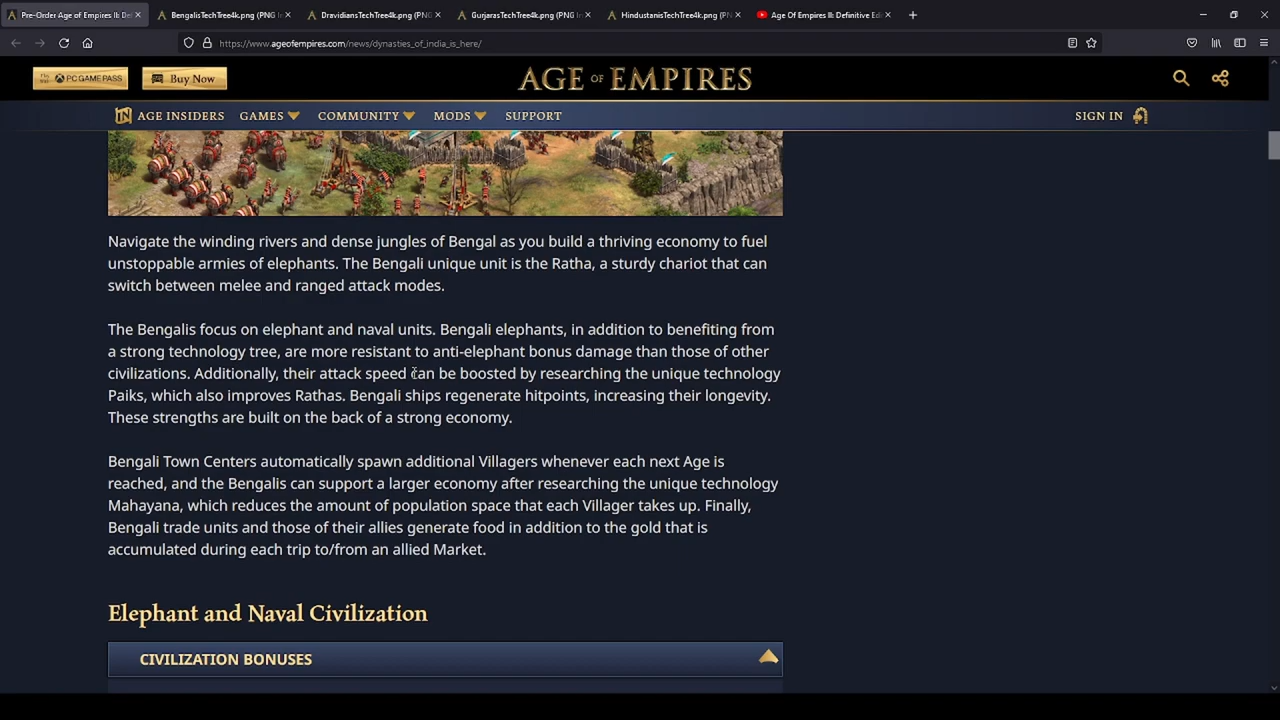 Pre-Order Age of Empires II: Defi
BengalisTechTree4k.png (PNG I
DravidiansTechTree4k.png (PNG
GurjarasTechTree4k.png (PNG I
HindustanisTechTree4k.png (PN
Age Of Empires II: Definitive Edi
https://www.ageofempires.com/news/dynasties_of_india_is_here/
PC GAME PASS
Buy Now
AGE OF EMPIRES
AGE INSIDERS GAMES COMMUNITY MODS SUPPORT SIGN IN
Navigate the winding rivers and dense jungles of Bengal as you build a thriving economy to fuel
unstoppable armies of elephants. The Bengali unique unit is the Ratha, a sturdy chariot that can
switch between melee and ranged attack modes.
The Bengalis focus on elephant and naval units. Bengali elephants, in addition to benefiting from
a strong technology tree, are more resistant to anti-elephant bonus damage than those of other
civilizations. Additionally, their attack speed can be boosted by researching the unique technology
Paiks, which also improves Rathas. Bengali ships regenerate hitpoints, increasing their longevity.
These strengths are built on the back of a strong economy.
Bengali Town Centers automatically spawn additional Villagers whenever each next Age is
reached, and the Bengalis can support a larger economy after researching the unique technology
Mahayana, which reduces the amount of population space that each Villager takes up. Finally,
Bengali trade units and those of their allies generate food in addition to the gold that is
accumulated during each trip to/from an allied Market.
Elephant and Naval Civilization
CIVILIZATION BONUSES